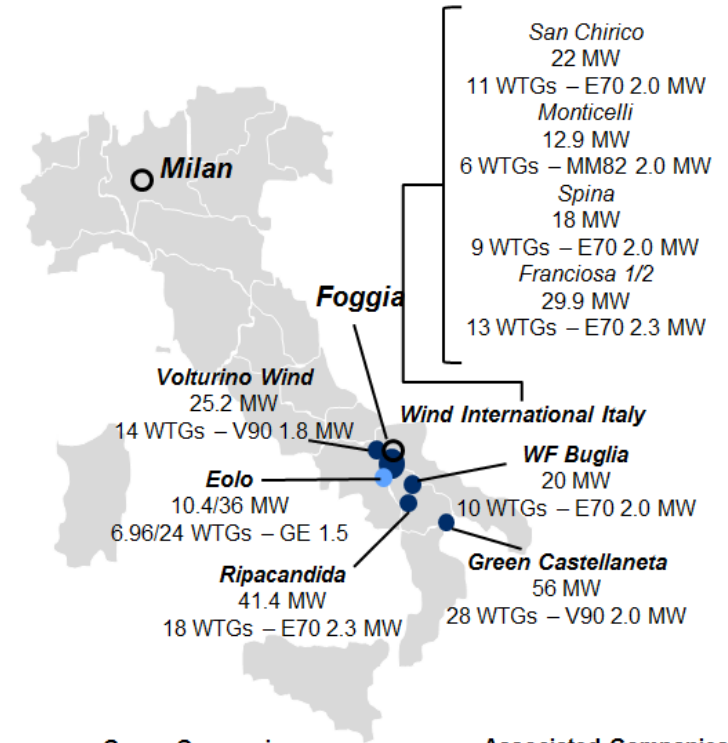 San Chirico
22 MW
11 WTGs – E70 2.0 MW
Monticelli
12.9 MW
6 WTGs – MM82 2.0 MW
Spina
18 MW
9 WTGs – E70 2.0 MW
Franciosa 1/2
29.9 MW
13 WTGs – E70 2.3 MW
Milan
Foggia
Volturino Wind
25.2 MW
14 WTGs – V90 1.8 MW
Wind International Italy
WF Buglia
20 MW
10 WTGs – E70 2.0 MW
Eolo
10.4/36 MW
6.96/24 WTGs – GE 1.5
Green Castellaneta
56 MW
28 WTGs – V90 2.0 MW
Ripacandida
41.4 MW
18 WTGs – E70 2.3 MW
Associated Companies